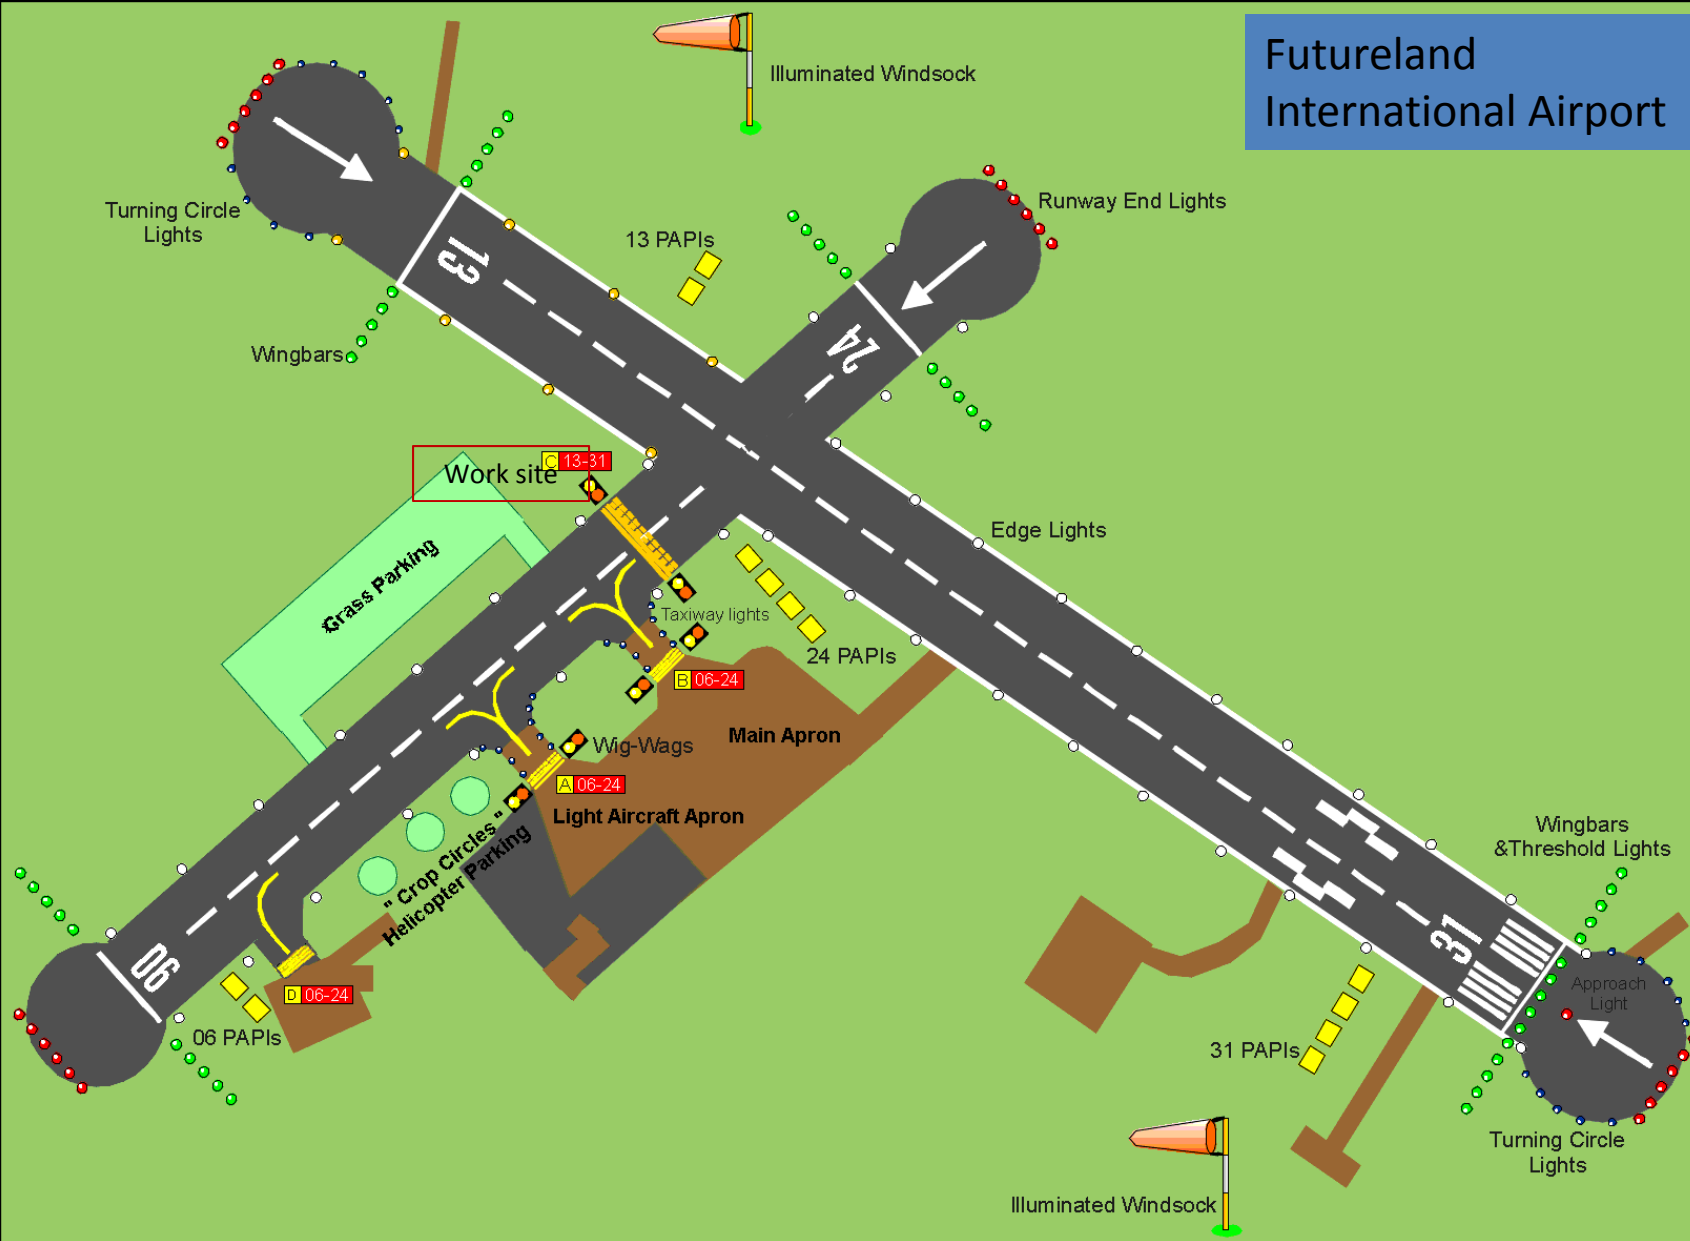 Futureland
International Airport
Illuminated Windsock
Turning Circle
Lights
Runway End Lights
13 PAPIs
13
24
Wingbars
C 13-31
Work site
Edge Lights
Grass Parking
Taxiway lights
24 PAPIs
B 06-24
Main Apron
Wig-Wags
A 06-24
Light Aircraft Apron
" Crop Circles "
Helicopter Parking
Wingbars
&Threshold Lights
31
06
D 06-24
06 PAPIs
Approach
Light
31 PAPIs
Turning Circle
Lights
Illuminated Windsock